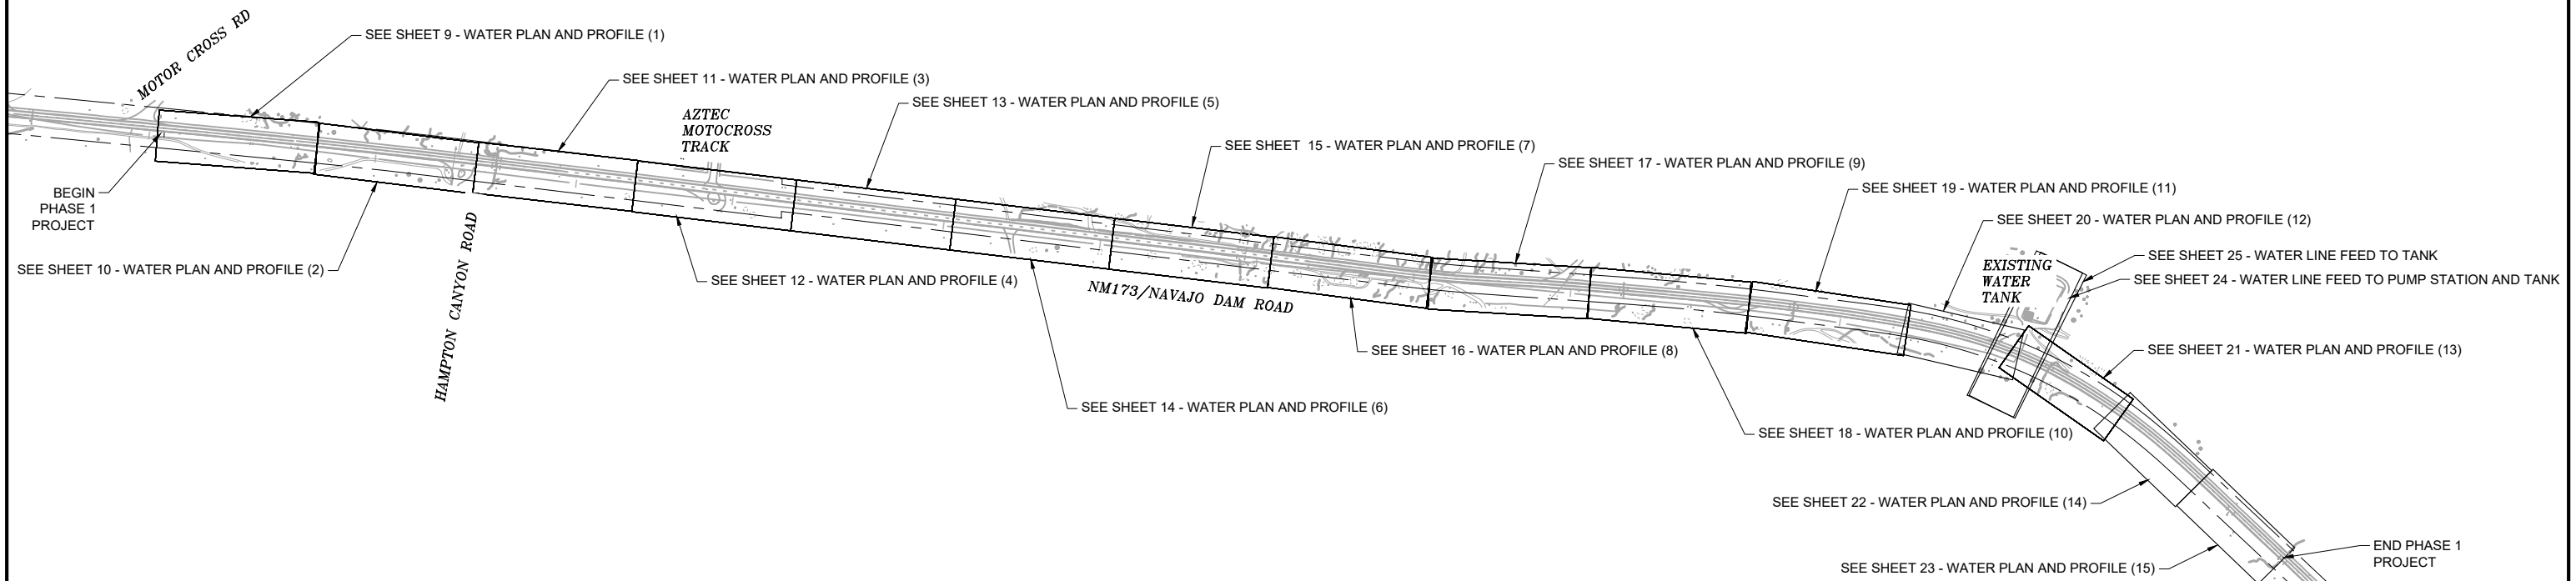 MOTOR CROSS RD
SEE SHEET 9 - WATER PLAN AND PROFILE (1)
SEE SHEET 11 - WATER PLAN AND PROFILE (3)
AZTEC
MOTOCROSS
TRACK
SEE SHEET 13 - WATER PLAN AND PROFILE (5)
SEE SHEET 15 - WATER PLAN AND PROFILE (7)
SEE SHEET 17 - WATER PLAN AND PROFILE (9)
SEE SHEET 19 - WATER PLAN AND PROFILE (11)
SEE SHEET 20 - WATER PLAN AND PROFILE (12)
BEGIN
PHASE 1
PROJECT
EXISTING
WATER
TANK
SEE SHEET 25 - WATER LINE FEED TO TANK
SEE SHEET 24 - WATER LINE FEED TO PUMP STATION AND TANK
SEE SHEET 10 - WATER PLAN AND PROFILE (2)
HAMPTON CANYON ROAD
SEE SHEET 12 - WATER PLAN AND PROFILE (4)
NM173/NAVAJO DAM ROAD
SEE SHEET 16 - WATER PLAN AND PROFILE (8)
SEE SHEET 21 - WATER PLAN AND PROFILE (13)
SEE SHEET 14 - WATER PLAN AND PROFILE (6)
SEE SHEET 18 - WATER PLAN AND PROFILE (10)
SEE SHEET 22 - WATER PLAN AND PROFILE (14)
END PHASE 1
PROJECT
SEE SHEET 23 - WATER PLAN AND PROFILE (15)